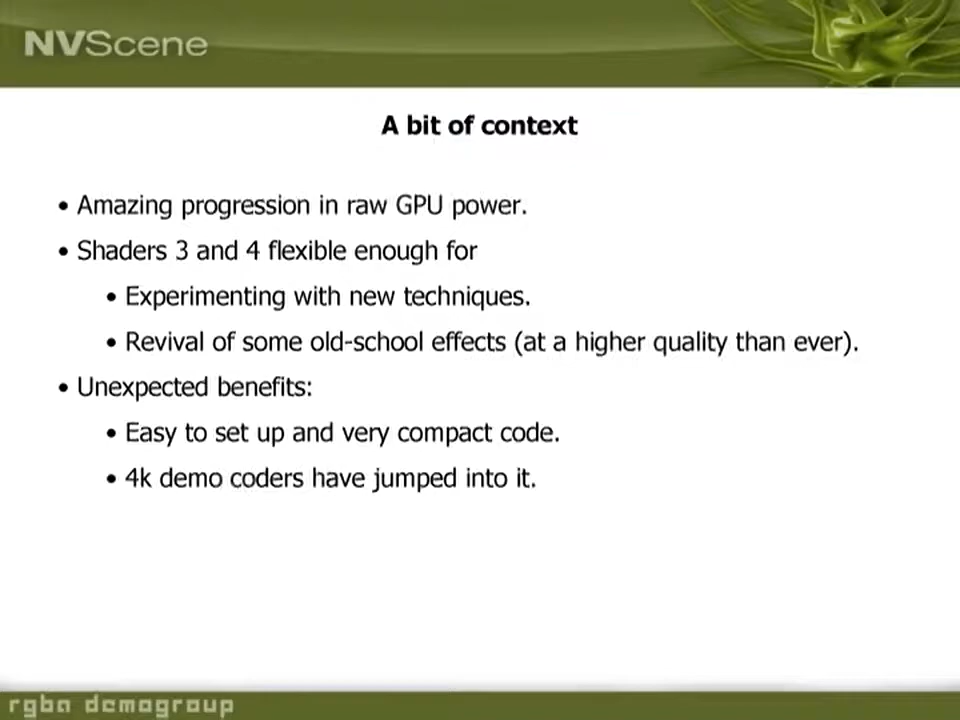 NVScene
A bit of context
• Amazing progression in raw GPU power.
• Shaders 3 and 4 flexible enough for
• Experimenting with new techniques.
• Revival of some old-school effects (at a higher quality than ever).
• Unexpected benefits:
• Easy to set up and very compact code.
• 4k demo coders have jumped into it.
rgba demogroup